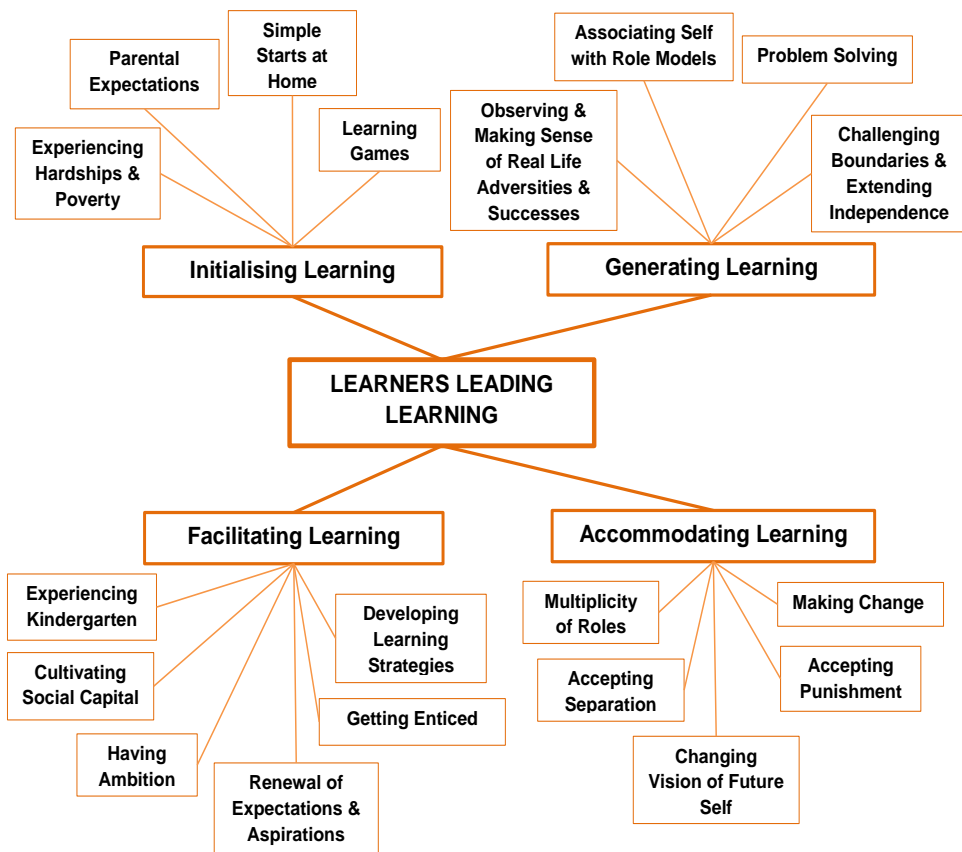 Simple
Starts at
Home
Parental
Expectations
Experiencing
Hardships &
Poverty
Learning
Games
Initialising Learning
Associating Self
with Role Models
Problem Solving
Observing &
Making Sense
of Real Life
Adversities &
Successes
Challenging
Boundaries &
Extending
Independence
Generating Learning
LEARNERS LEADING
LEARNING
Facilitating Learning
Experiencing
Kindergarten
Cultivating
Social Capital
Having
Ambition
Renewal of
Expectations &
Aspirations
Getting Enticed
Developing
Learning
Strategies
Accommodating Learning
Multiplicity
of Roles
Accepting
Separation
Changing
Vision of Future
Self
Accepting
Punishment
Making Change